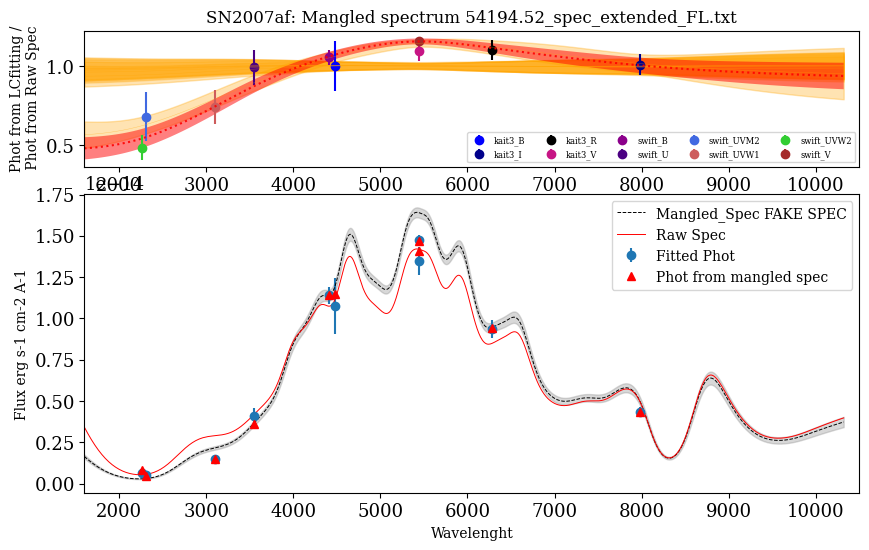 SN2007af: Mangled spectrum 54194.52_spec_extended_FL.txt
Phot from LCfitting /
Phot from Raw Spec
1.0
0.5
kait3_B kait3_R swift_B swift_UVM2 swift_UVW2
kait3_I kait3_V swift_U swift_UVW1 swift_V
2000 3000 4000 5000 6000 7000 8000 9000 10000
1e−14
Flux erg s-1 cm-2 A-1
1.75
1.50
1.25
1.00
0.75
0.50
0.25
0.00
Mangled_Spec FAKE SPEC
Raw Spec
Fitted Phot
Phot from mangled spec
2000 3000 4000 5000 6000 7000 8000 9000 10000
Wavelenght